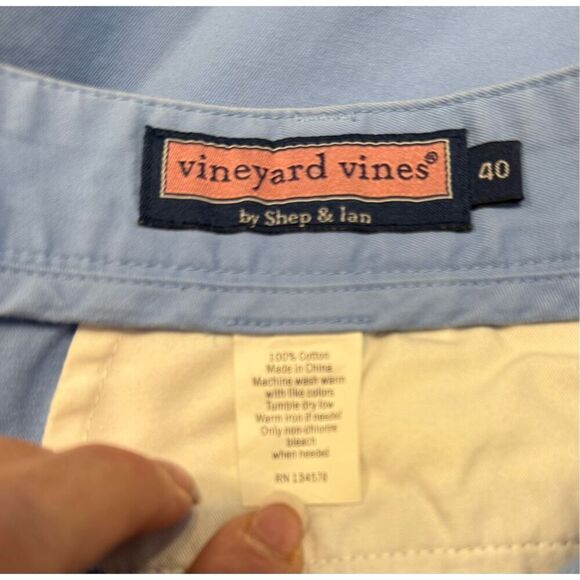 vineyard vines®
by Shep & Ian
40
100% Cotton
Made in China
Machine wash warm
with like colors
Tumble dry low
Warm iron if needed
Only non-chlorine
bleach
when needed
RN 134576